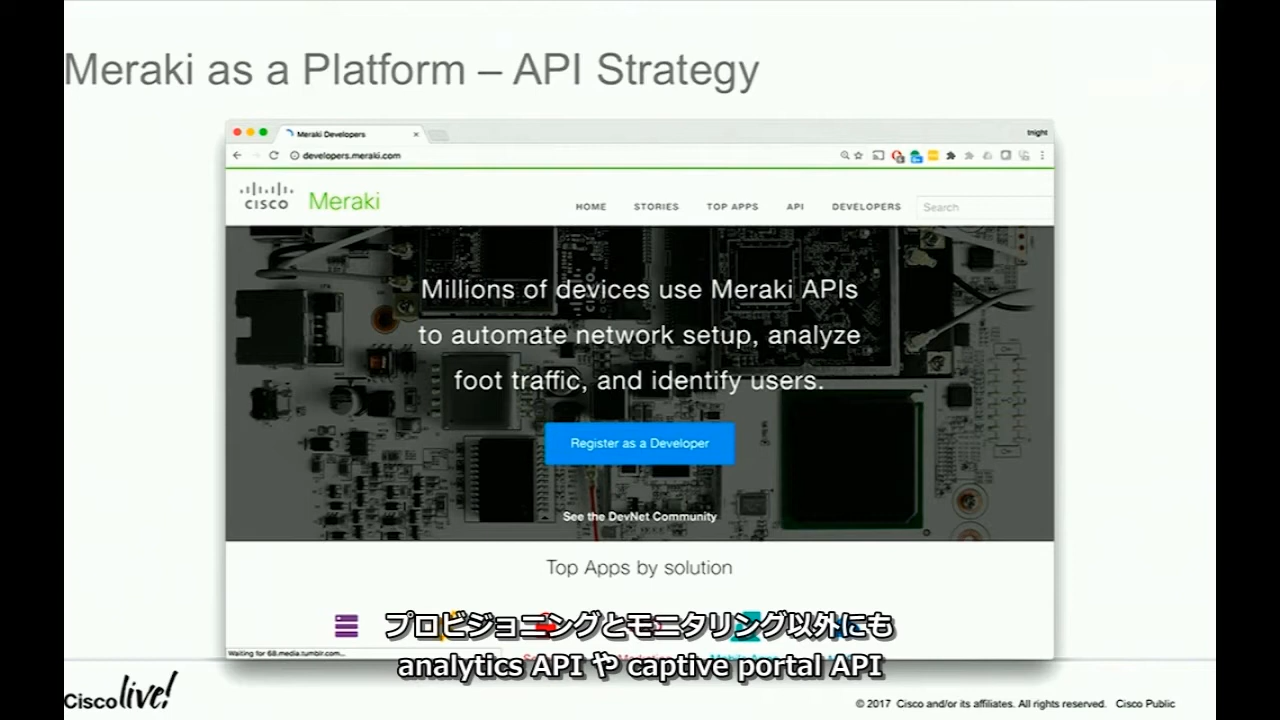 Meraki as a Platform – API Strategy
Meraki Developers
tnight
developers.meraki.com
CISCO Meraki
HOME STORIES TOP APPS API DEVELOPERS Search
Millions of devices use Meraki APIs
to automate network setup, analyze
foot traffic, and identify users.
Register as a Developer
See the DevNet Community
Top Apps by solution
プロビジョニングとモニタリング以外にも
Waiting for 68.media.tumblr.com...
analytics API や captive portal API
Cisco live!
© 2017 Cisco and/or its affiliates. All rights reserved. Cisco Public